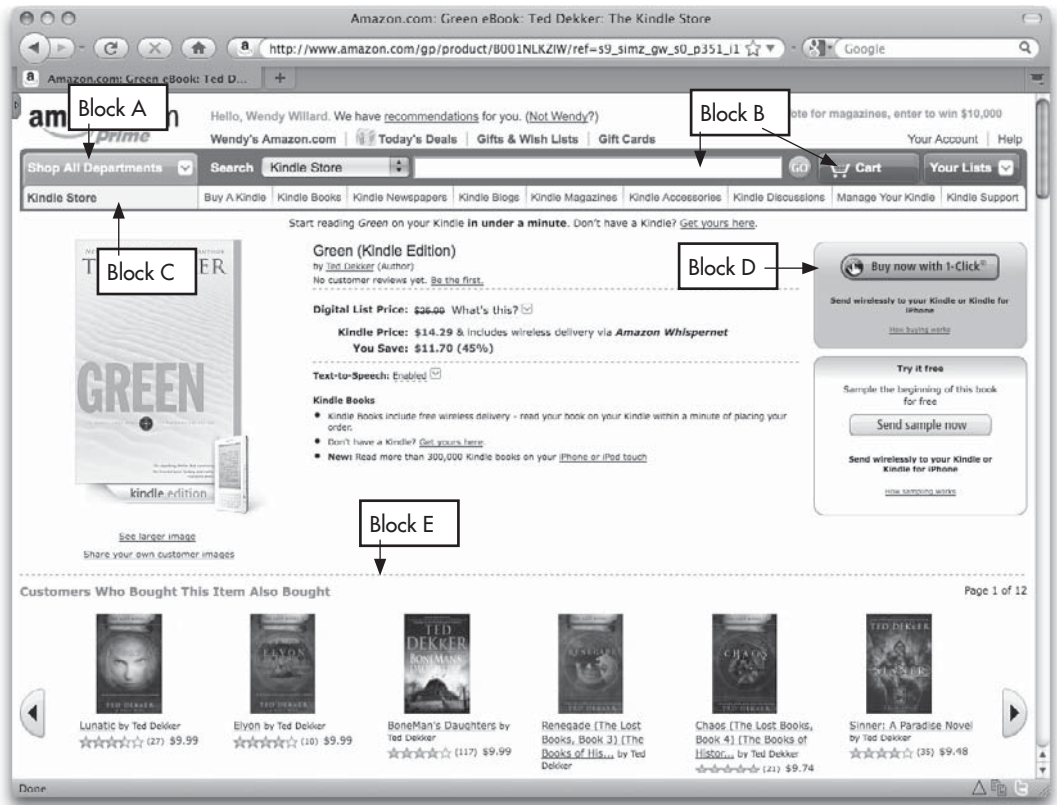 Amazon.com: Green eBook: Ted Dekker: The Kindle Store
http://www.amazon.com/gp/product/B001NLKZIW/ref=s9_simz_gw_s0_p351_i1
Google
Amazon.com: Green eBook: Ted D...
Block A
Block B
am n
Prime
Hello, Wendy Willard. We have recommendations for you. (Not Wendy?)
ote for magazines, enter to win $10,000
Wendy's Amazon.com | Today's Deals | Gifts & Wish Lists | Gift Cards
Your Account | Help
Shop All Departments Search Kindle Store GO Cart Your Lists
Kindle Store Buy A Kindle Kindle Books Kindle Newspapers Kindle Blogs Kindle Magazines Kindle Accessories Kindle Discussions Manage Your Kindle Kindle Support
Start reading Green on your Kindle in under a minute. Don't have a Kindle? Get yours here.
Block C
T ER
GREEN
kindle edition
See larger image
Share your own customer images
Green (Kindle Edition)
by Ted Dekker (Author)
No customer reviews yet. Be the first.
Digital List Price: $26.00 What's this?
Kindle Price: $14.29 & includes wireless delivery via Amazon Whispernet
You Save: $11.70 (45%)
Text-to-Speech: Enabled
Kindle Books
• Kindle Books include free wireless delivery - read your book on your Kindle within a minute of placing your
order.
• Don't have a Kindle? Get yours here.
• New: Read more than 300,000 Kindle books on your iPhone or iPod touch
Block D
Buy now with 1-Click®
Send wirelessly to your Kindle or Kindle for
iPhone
How buying works
Try it free
Sample the beginning of this book
for free
Send sample now
Send wirelessly to your Kindle or
Kindle for iPhone
How sampling works
Block E
Customers Who Bought This Item Also Bought
Page 1 of 12
TED
DEKKER
BONEMAN'S
ELYON
RENEGADE
CHAOS
TED DEKKER
SINNER
Lunatic by Ted Dekker
(27) $9.99
Elyon by Ted Dekker
(10) $9.99
BoneMan's Daughters by
Ted Dekker
(117) $9.99
Renegade (The Lost
Books, Book 3) (The
Books of His... by Ted
Dekker
Chaos (The Lost Books,
Book 4) (The Books of
Histor... by Ted Dekker
(21) $9.74
Sinner: A Paradise Novel
by Ted Dekker
(35) $9.48
Done